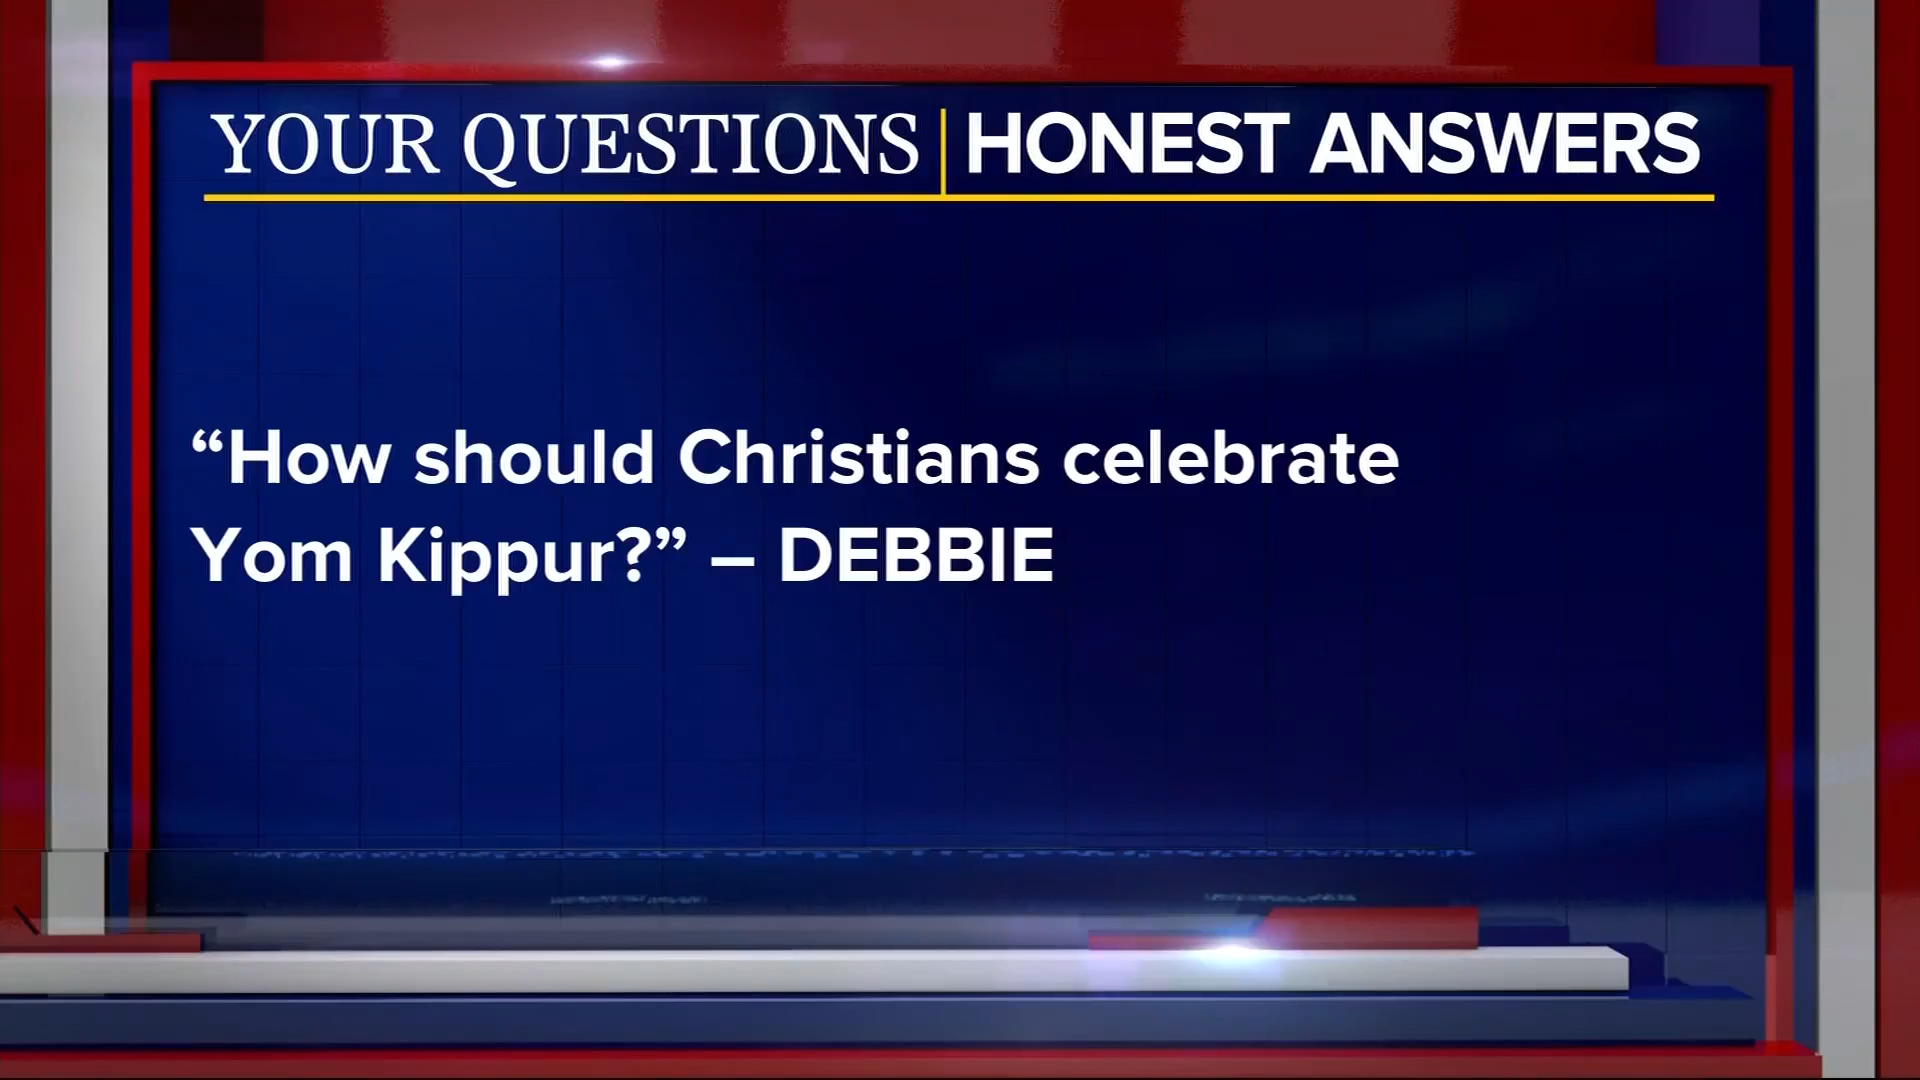 YOUR QUESTIONS | HONEST ANSWERS
“How should Christians celebrate
Yom Kippur?” – DEBBIE